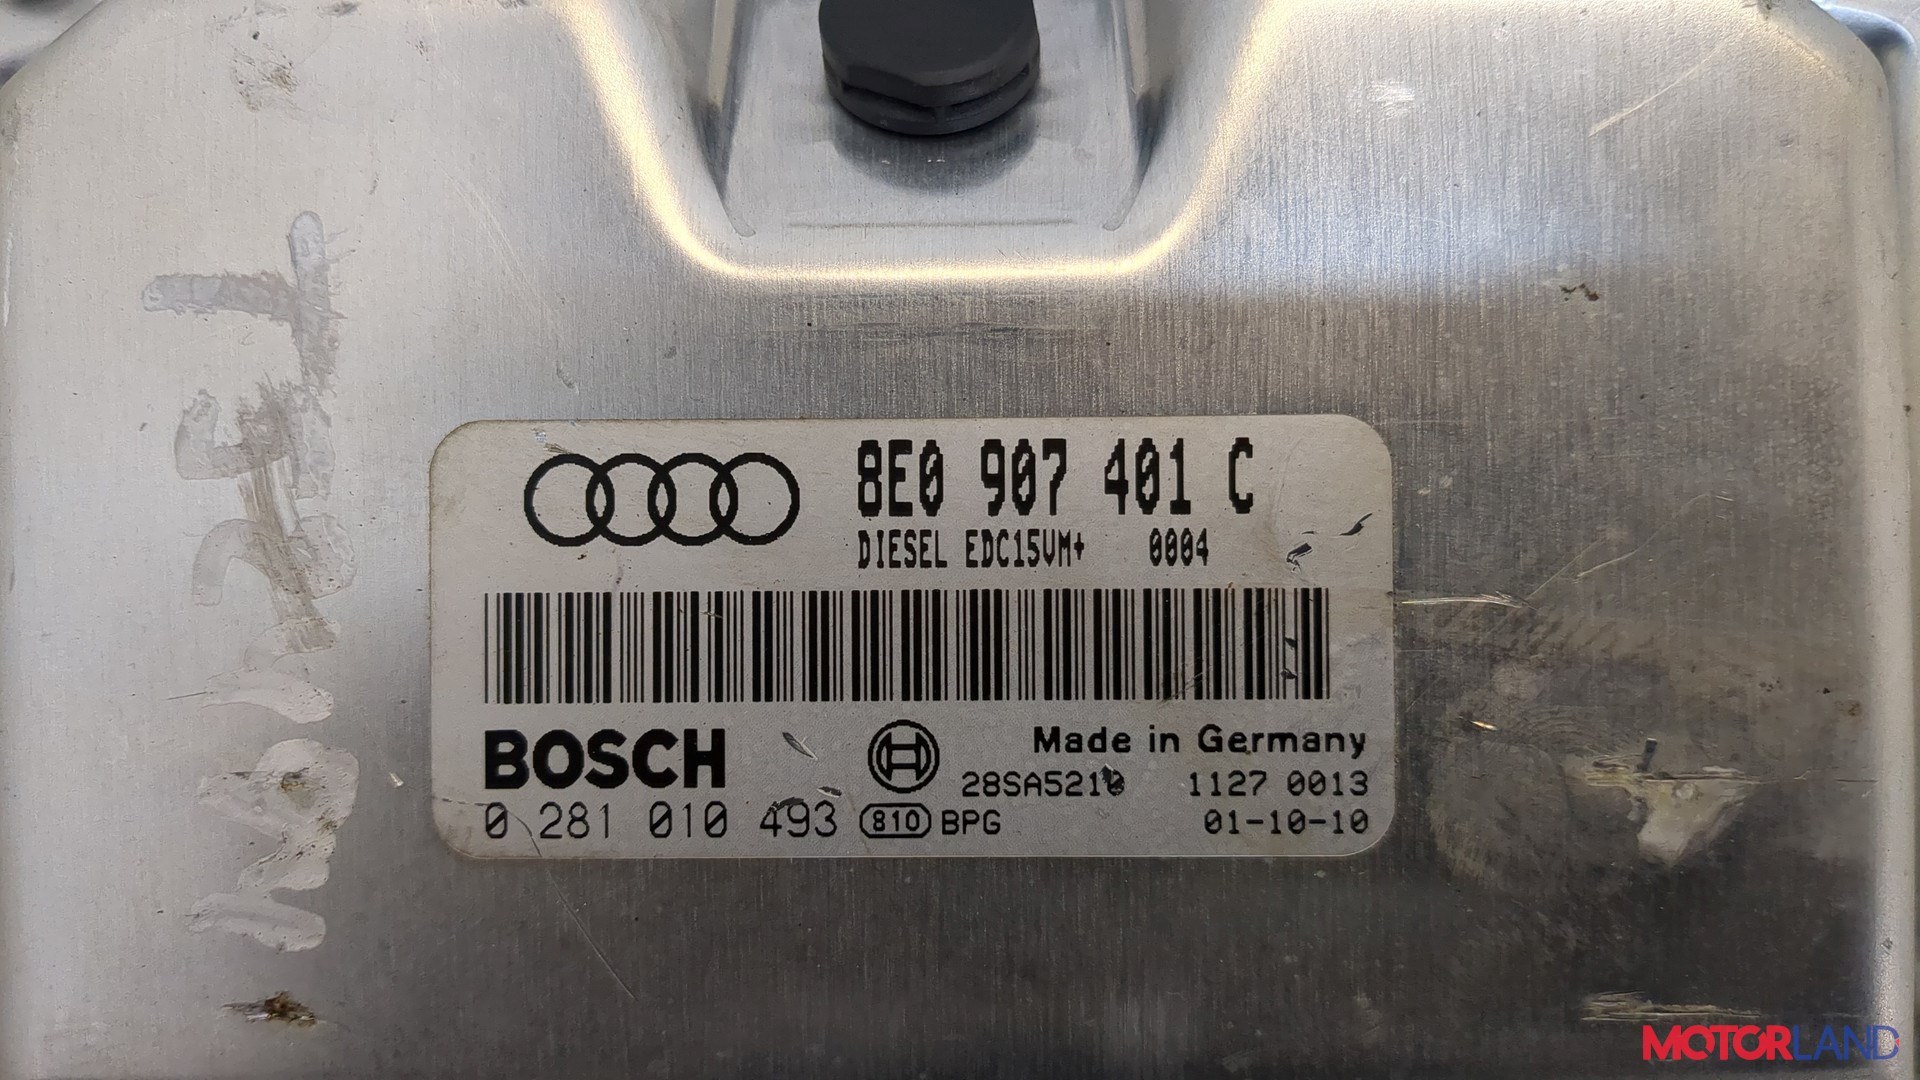 8E0 907 401 C
DIESEL EDC15VM+ 0004
BOSCH
Made in Germany
28SA5210 1127 0013
0 281 010 493 810 BPG 01-10-10
MOTORLAND